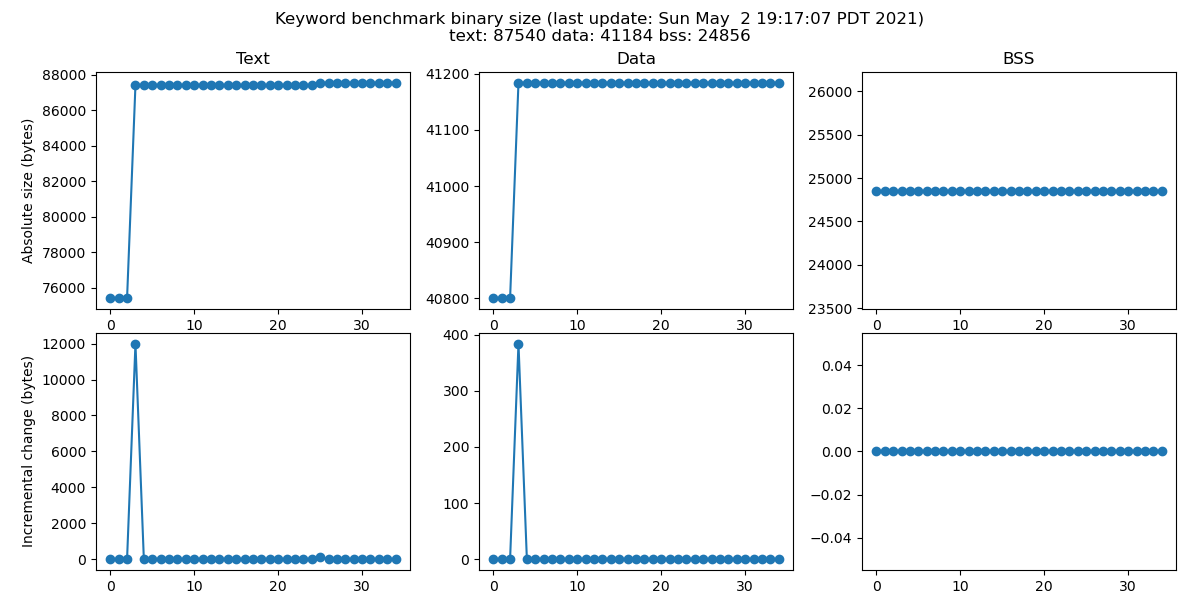 Keyword benchmark binary size (last update: Sun May  2 19:17:07 PDT 2021)
text: 87540 data: 41184 bss: 24856
Text
Data
BSS
Absolute size (bytes)
88000
86000
84000
82000
80000
78000
76000
0 10 20 30
41200
41100
41000
40900
40800
0 10 20 30
26000
25500
25000
24500
24000
23500
0 10 20 30
Incremental change (bytes)
12000
10000
8000
6000
4000
2000
0
0 10 20 30
400
300
200
100
0
0 10 20 30
0.04
0.02
0.00
−0.02
−0.04
0 10 20 30